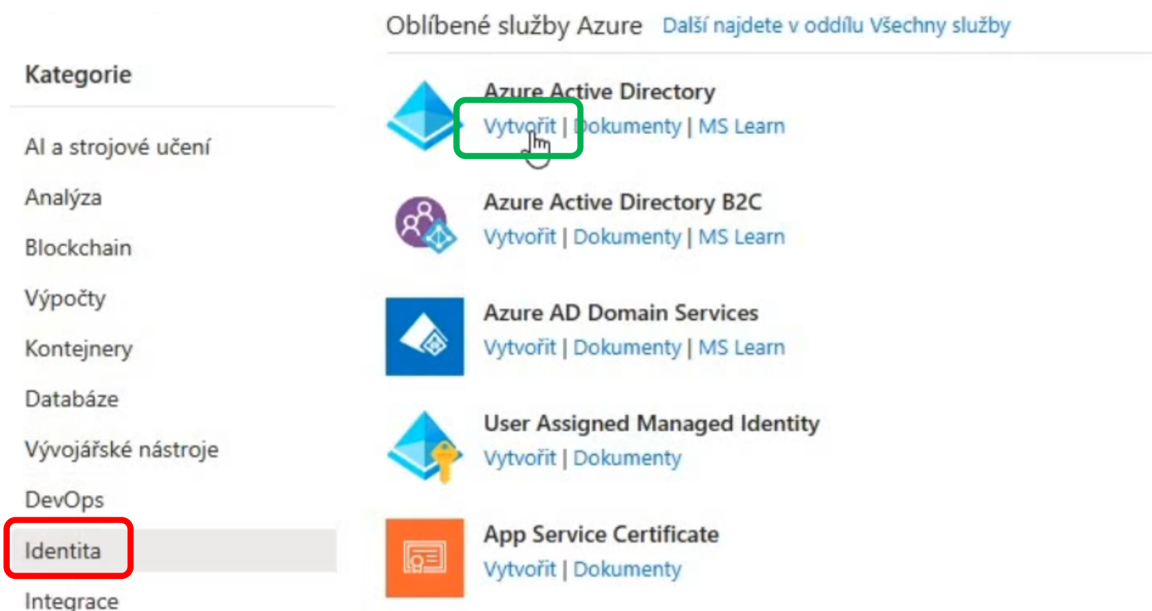 Oblíbené služby Azure Další najdete v oddílu Všechny služby
Kategorie
AI a strojové učení
Analýza
Blockchain
Výpočty
Kontejnery
Databáze
Vývojářské nástroje
DevOps
Identita
Integrace
Azure Active Directory
Vytvořit | Dokumenty | MS Learn
Azure Active Directory B2C
Vytvořit | Dokumenty | MS Learn
Azure AD Domain Services
Vytvořit | Dokumenty | MS Learn
User Assigned Managed Identity
Vytvořit | Dokumenty
App Service Certificate
Vytvořit | Dokumenty